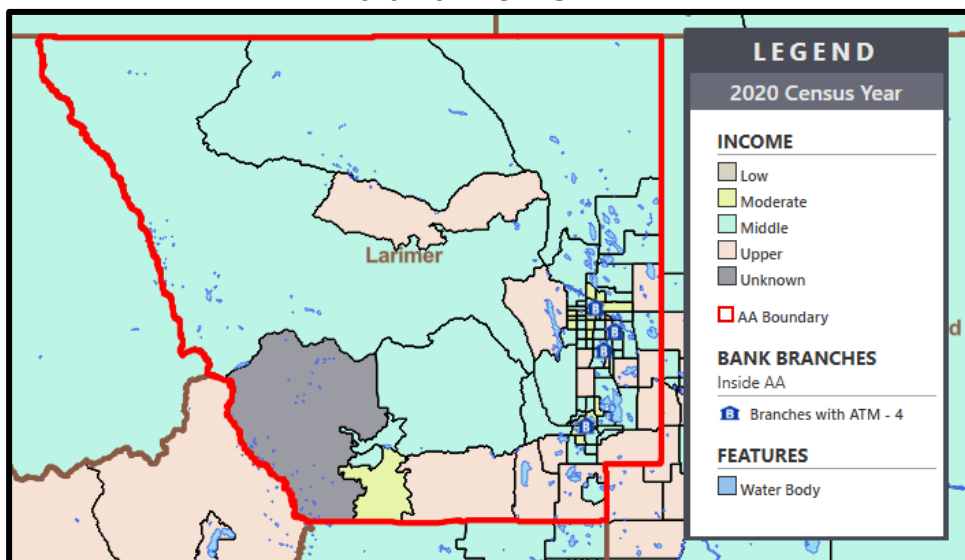 LEGEND
2020 Census Year
INCOME
Low
Moderate
Middle
Upper
Unknown
AA Boundary
BANK BRANCHES
Inside AA
B Branches with ATM - 4
FEATURES
Water Body
Larimer
B
B
B
B
d